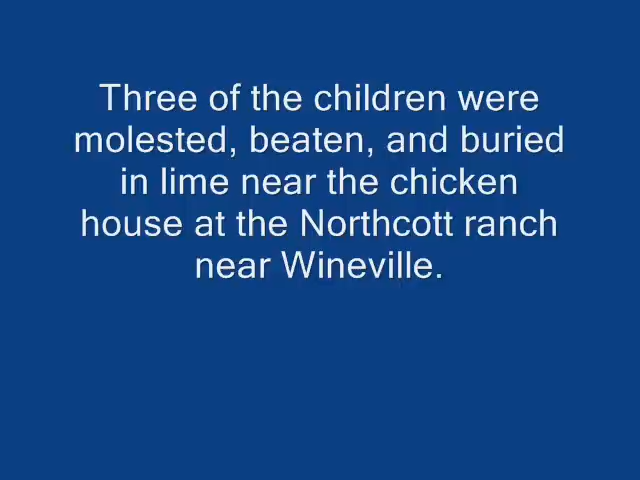 Three of the children were
molested, beaten, and buried
in lime near the chicken
house at the Northcott ranch
near Wineville.